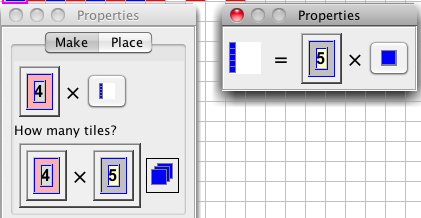 Properties
Make Place
4 ×
How many tiles?
4 × 5
Properties
= 5 ×